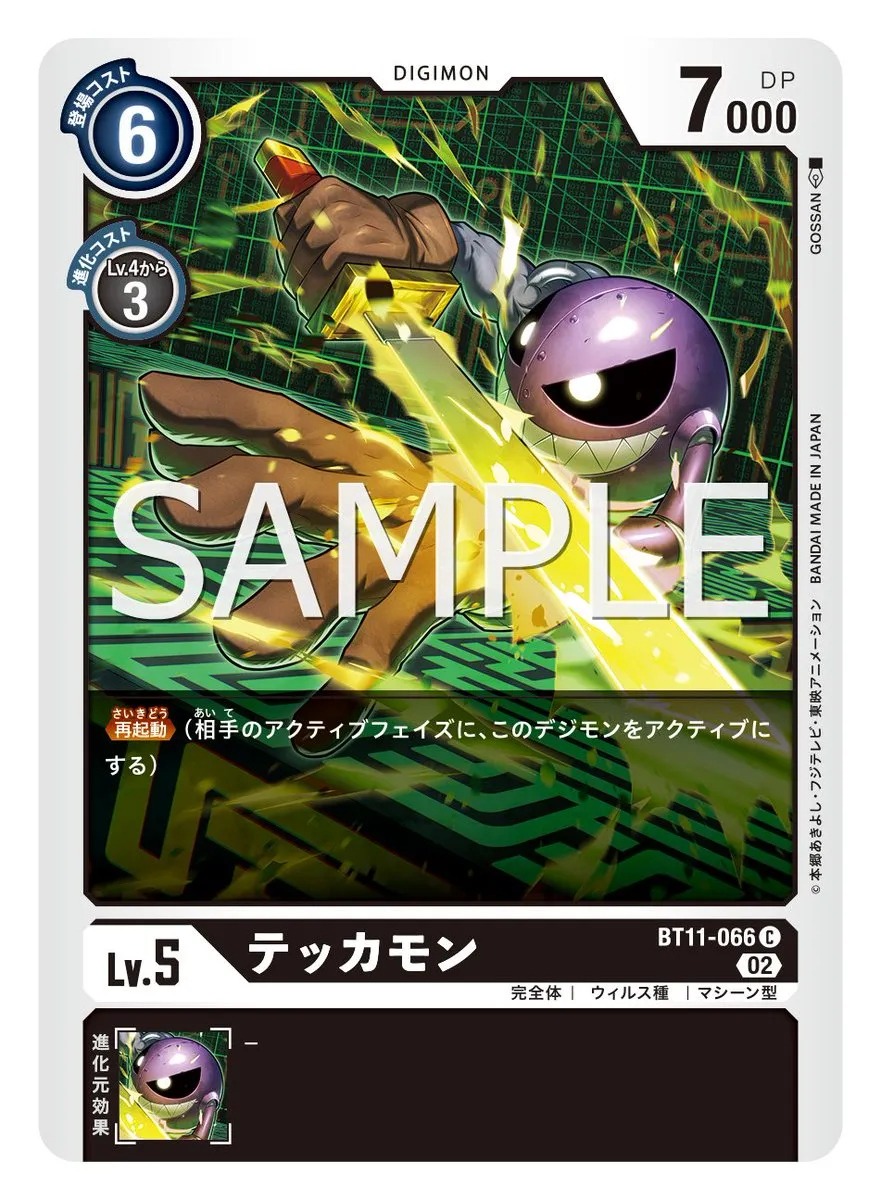 DIGIMON
登場コスト
6
7000
DP
進化コスト
Lv.4から
3
GOSSAN
SAMPLE
©本郷あきよし・フジテレビ・東映アニメーション BANDAI MADE IN JAPAN
さいきどう あいて
再起動 (相手のアクティブフェイズに、このデジモンをアクティブに
する)
Lv.5
テッカモン
BT11-066 C
02
完全体 | ウィルス種 | マシーン型
進化元効果
–